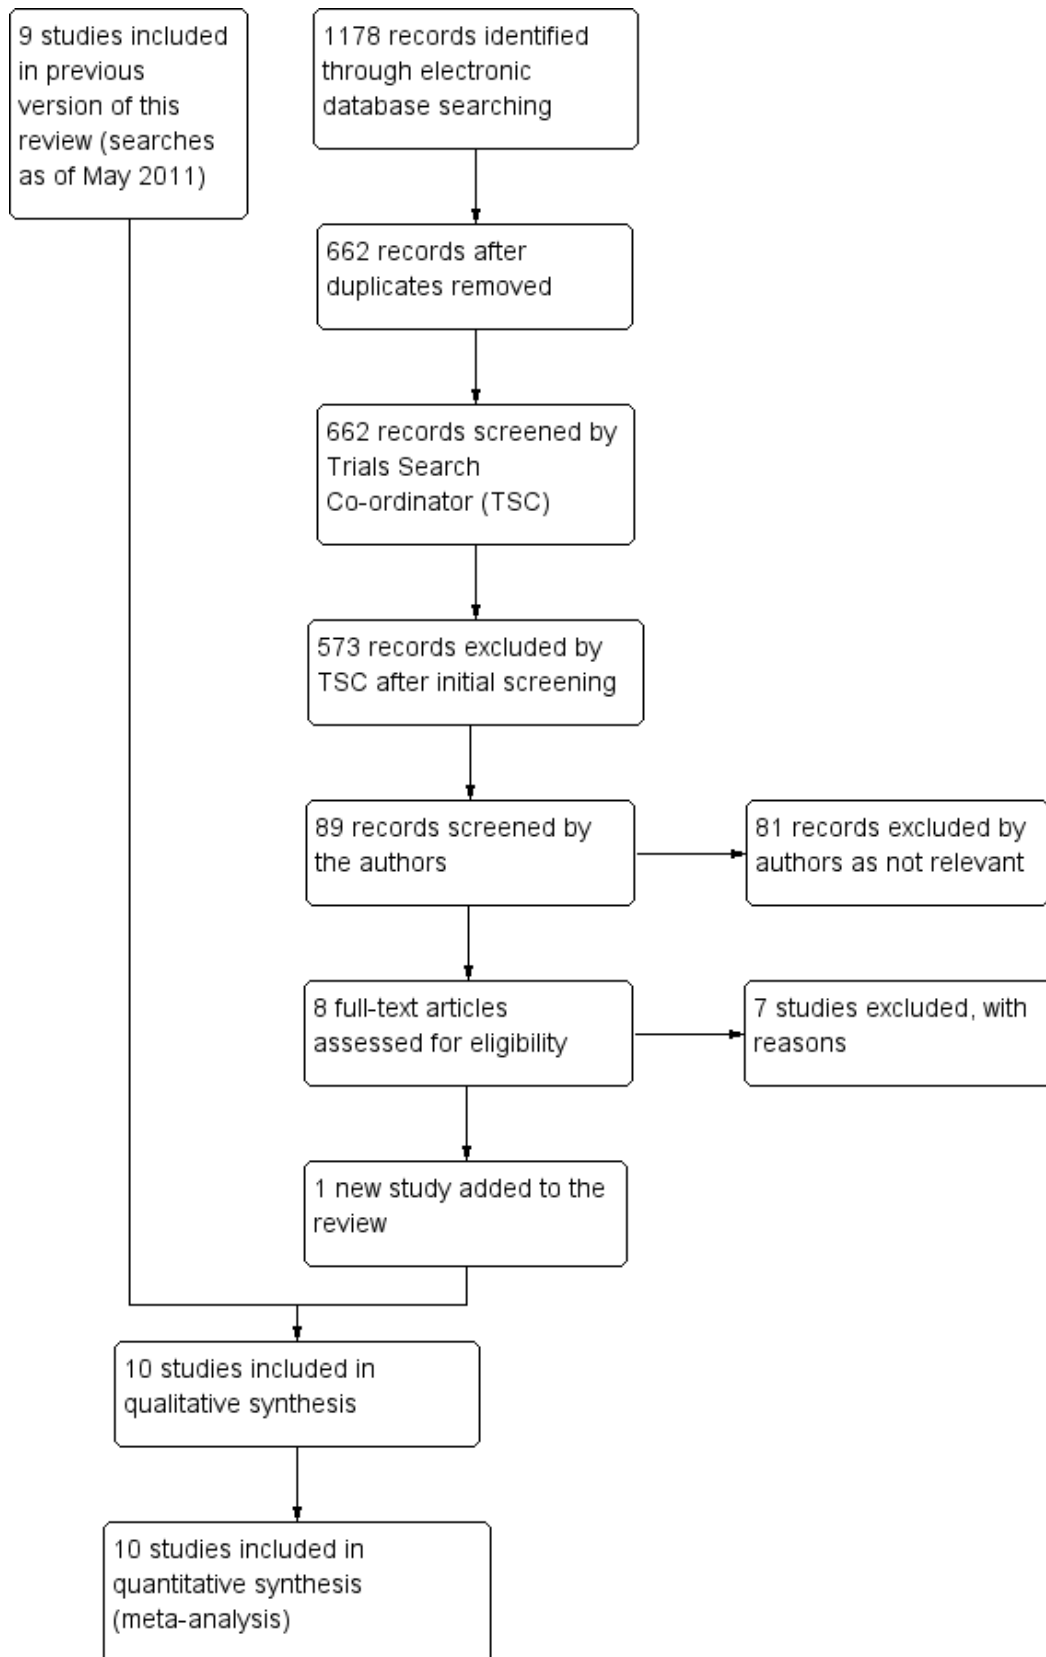 9 studies included
in previous
version of this
review (searches
as of May 2011)
1178 records identified
through electronic
database searching
662 records after
duplicates removed
662 records screened by
Trials Search
Co-ordinator (TSC)
573 records excluded by
TSC after initial screening
89 records screened by
the authors
81 records excluded by
authors as not relevant
8 full-text articles
assessed for eligibility
7 studies excluded, with
reasons
1 new study added to the
review
10 studies included in
qualitative synthesis
10 studies included in
quantitative synthesis
(meta-analysis)